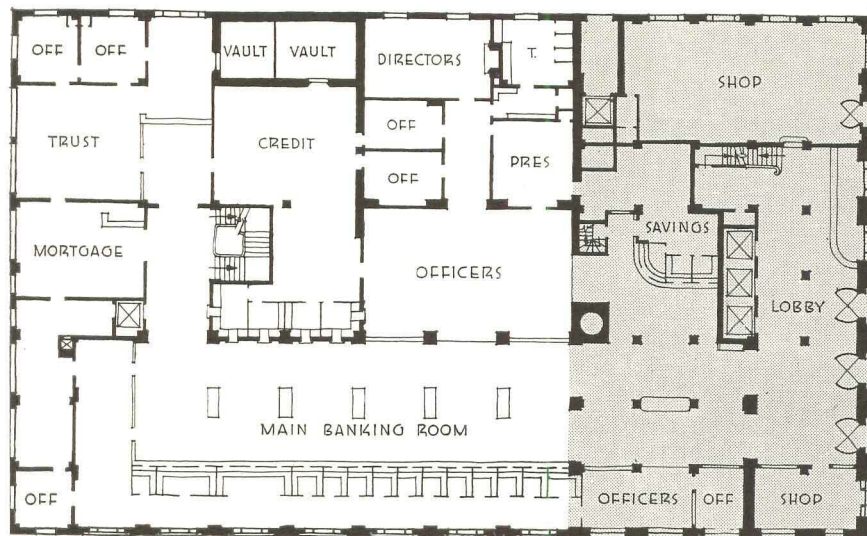 OFF
OFF
VAULT
VAULT
DIRECTORS
T.
SHOP
TRUST
CREDIT
OFF
OFF
PRES
MORTGAGE
OFFICERS
SAVINGS
LOBBY
MAIN BANKING ROOM
OFF
OFFICERS
OFF
SHOP